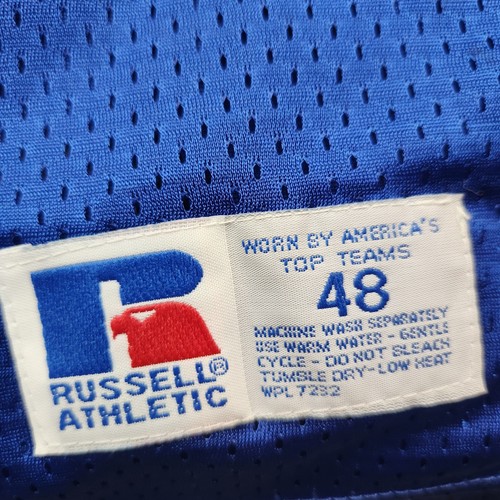 RUSSELL®
ATHLETIC
WORN BY AMERICA'S
TOP TEAMS
48
MACHINE WASH SEPARATELY
USE WARM WATER - GENTLE
CYCLE - DO NOT BLEACH
TUMBLE DRY - LOW HEAT
WPL 7232